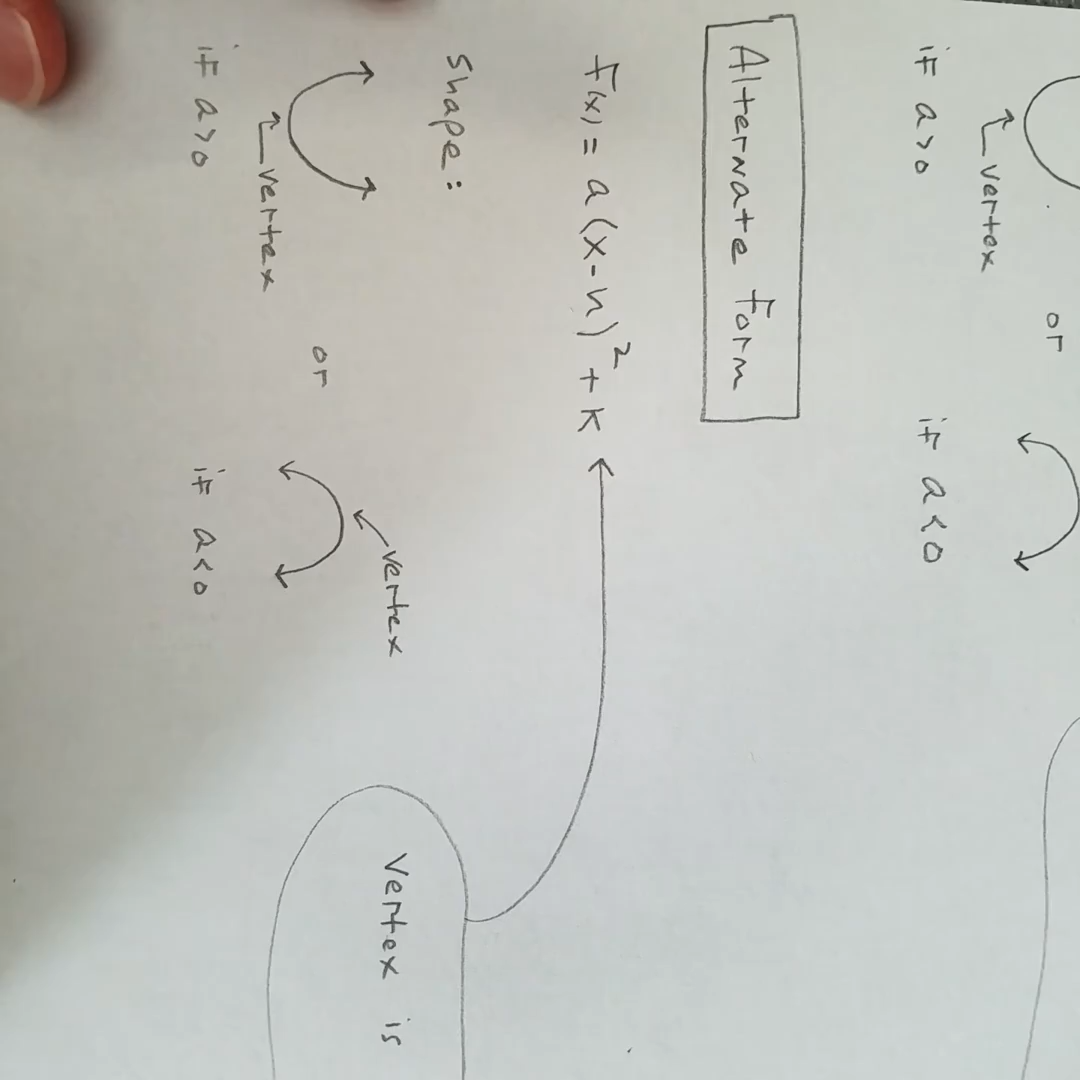 vertex
or
if a>0
if a<0
Alternate form
f(x) = a(x-h)² + k
Shape:
vertex
or
vertex
if a>0
if a<0
Vertex is